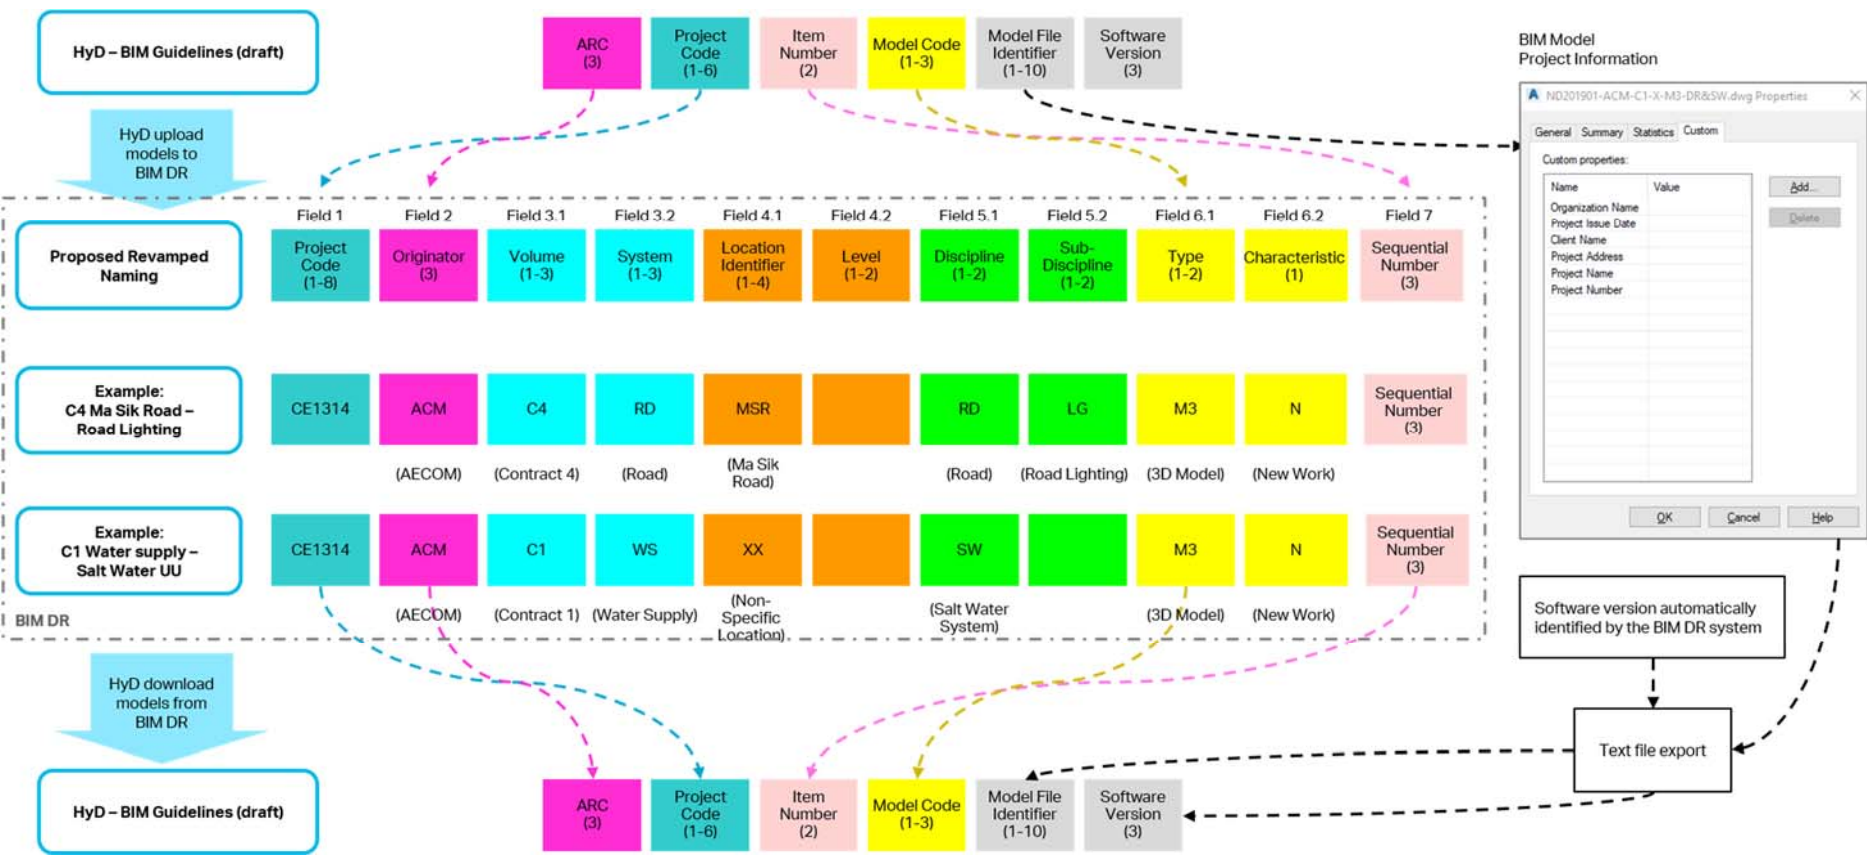 HyD – BIM Guidelines (draft)
ARC
(3)
Project
Code
(1-6)
Item
Number
(2)
Model Code
(1-3)
Model File
Identifier
(1-10)
Software
Version
(3)
BIM Model
Project Information
HyD upload
models to
BIM DR
ND201901-ACM-C1-X-M3-DR&SW.dwg Properties
General Summary Statistics Custom
Custom properties:
Name Value
Organization Name
Project Issue Date
Client Name
Project Address
Project Name
Project Number
Add...
Delete
OK Cancel Help
Field 1 Field 2 Field 3.1 Field 3.2 Field 4.1 Field 4.2 Field 5.1 Field 5.2 Field 6.1 Field 6.2 Field 7
Proposed Revamped
Naming
Project
Code
(1-8)
Originator
(3)
Volume
(1-3)
System
(1-3)
Location
Identifier
(1-4)
Level
(1-2)
Discipline
(1-2)
Sub-
Discipline
(1-2)
Type
(1-2)
Characteristic
(1)
Sequential
Number
(3)
Example:
C4 Ma Sik Road –
Road Lighting
CE1314
ACM
C4
RD
MSR
RD
LG
M3
N
Sequential
Number
(3)
(AECOM)
(Contract 4)
(Road)
(Ma Sik
Road)
(Road)
(Road Lighting)
(3D Model)
(New Work)
Example:
C1 Water supply –
Salt Water UU
CE1314
ACM
C1
WS
XX
SW
M3
N
Sequential
Number
(3)
(AECOM)
(Contract 1)
(Water Supply)
(Non-
Specific
Location)
(Salt Water
System)
(3D Model)
(New Work)
BIM DR
Software version automatically
identified by the BIM DR system
HyD download
models from
BIM DR
Text file export
HyD – BIM Guidelines (draft)
ARC
(3)
Project
Code
(1-6)
Item
Number
(2)
Model Code
(1-3)
Model File
Identifier
(1-10)
Software
Version
(3)